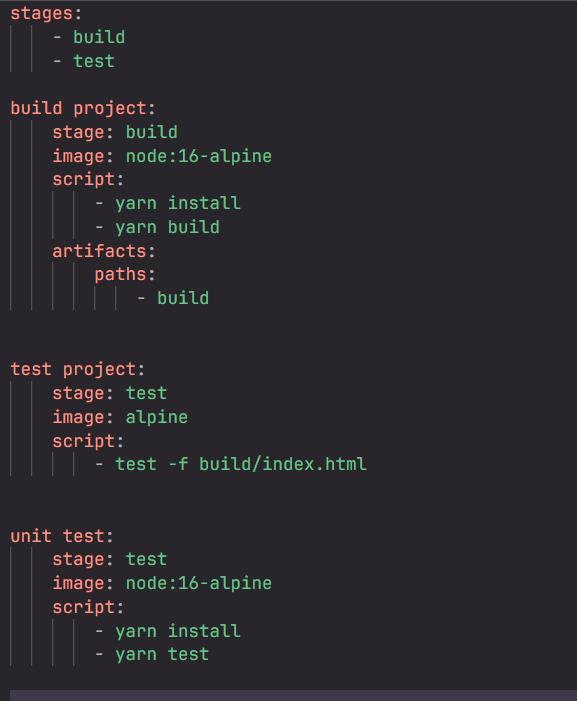 stages:
    - build
    - test
build project:
    stage: build
    image: node:16-alpine
    script:
        - yarn install
        - yarn build
    artifacts:
        paths:
            - build
test project:
    stage: test
    image: alpine
    script:
        - test -f build/index.html
unit test:
    stage: test
    image: node:16-alpine
    script:
        - yarn install
        - yarn test